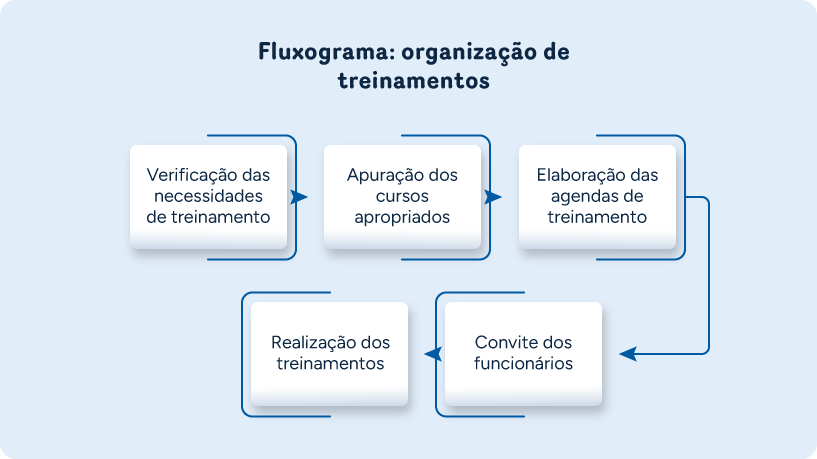 Fluxograma: organização de
treinamentos
Verificação das
necessidades
de treinamento
Apuração dos
cursos
apropriados
Elaboração das
agendas de
treinamento
Convite dos
funcionários
Realização dos
treinamentos